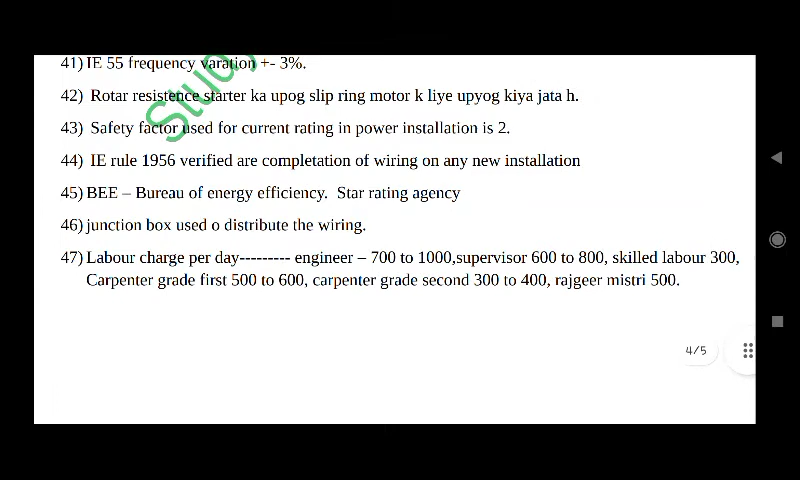 41) IE 55 frequency varation +- 3%.
42) Rotar resistence starter ka upog slip ring motor k liye upyog kiya jata h.
43) Safety factor used for current rating in power installation is 2.
44) IE rule 1956 verified are completation of wiring on any new installation
45) BEE – Bureau of energy efficiency. Star rating agency
46) junction box used o distribute the wiring.
47) Labour charge per day--------- engineer – 700 to 1000,supervisor 600 to 800, skilled labour 300,
Carpenter grade first 500 to 600, carpenter grade second 300 to 400, rajgeer mistri 500.
4/5
Study